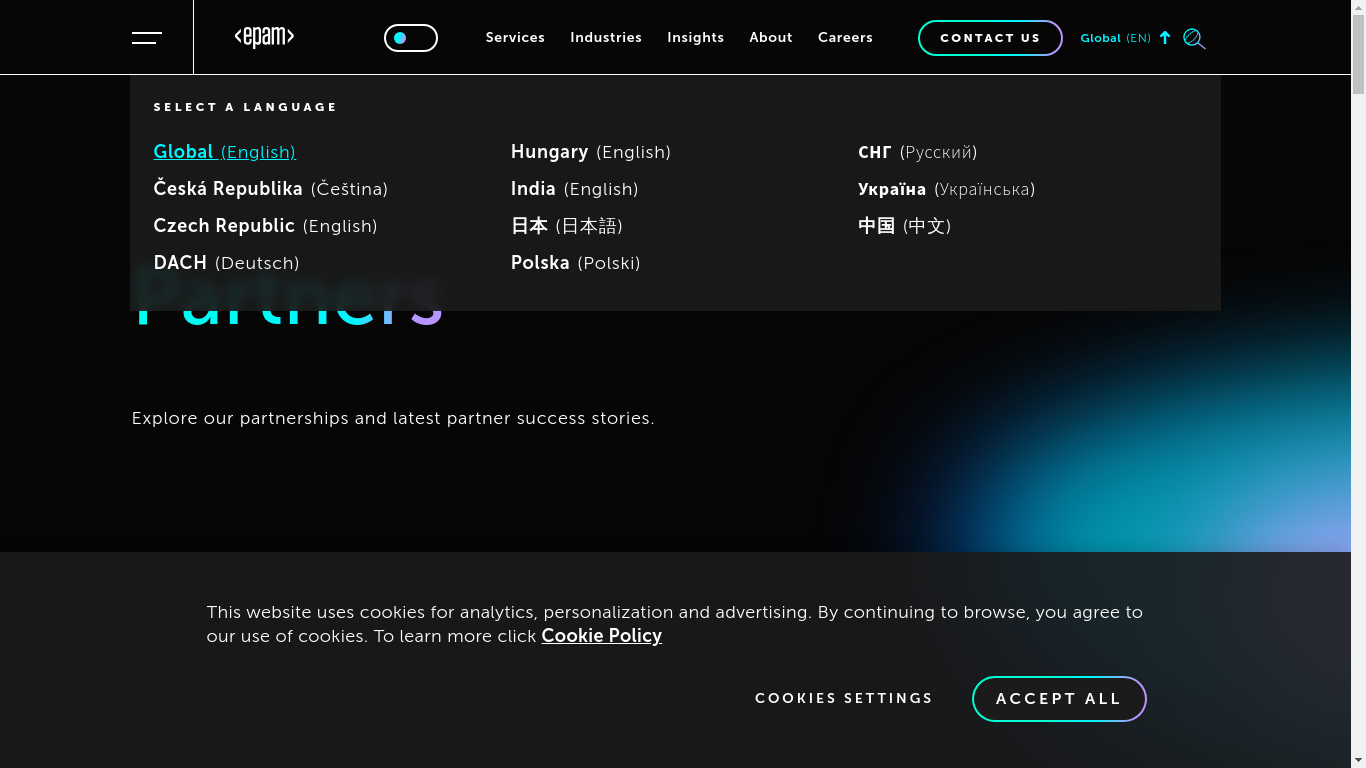 <epam>
Services
Industries
Insights
About
Careers
CONTACT US
Global (EN)
SELECT A LANGUAGE
Global (English)
Česká Republika (Čeština)
Czech Republic (English)
DACH (Deutsch)
Hungary (English)
India (English)
日本 (日本語)
Polska (Polski)
СНГ (Русский)
Україна (Українська)
中国 (中文)
Partners
Explore our partnerships and latest partner success stories.
This website uses cookies for analytics, personalization and advertising. By continuing to browse, you agree to
our use of cookies. To learn more click Cookie Policy
COOKIES SETTINGS
ACCEPT ALL